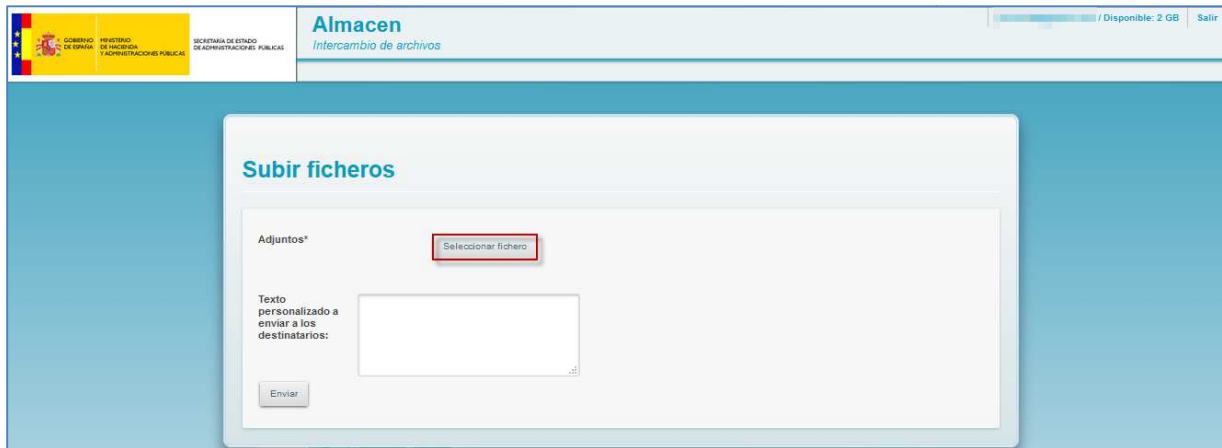 GOBIERNO
DE ESPAÑA
MINISTERIO
DE HACIENDA
Y ADMINISTRACIONES PÚBLICAS
SECRETARÍA DE ESTADO
DE ADMINISTRACIONES PÚBLICAS
Almacen
Intercambio de archivos
/ Disponible: 2 GB
Salir
Subir ficheros
Adjuntos*
Seleccionar fichero
Texto
personalizado a
enviar a los
destinatarios:
Enviar